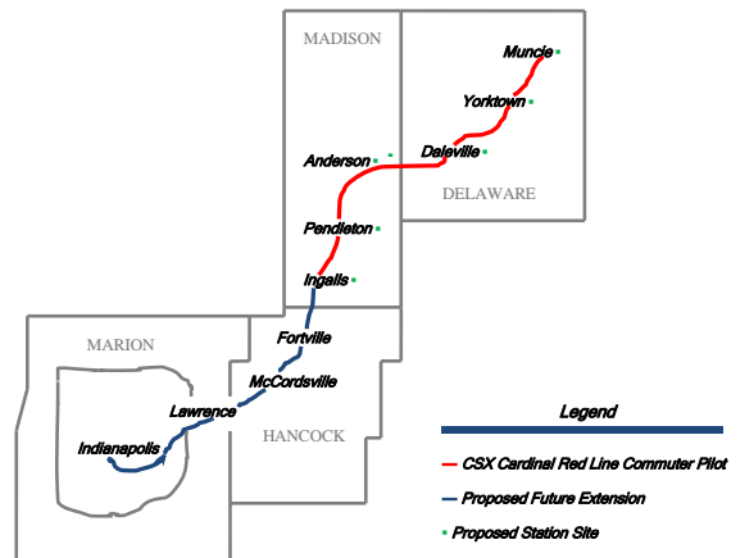 MADISON
Muncie
Yorktown
Daleville
Anderson
DELAWARE
Pendleton
Ingalls
Fortville
MARION
McCordsville
Lawrence
HANCOCK
Indianapolis
Legend
CSX Cardinal Red Line Commuter Pilot
Proposed Future Extension
Proposed Station Site